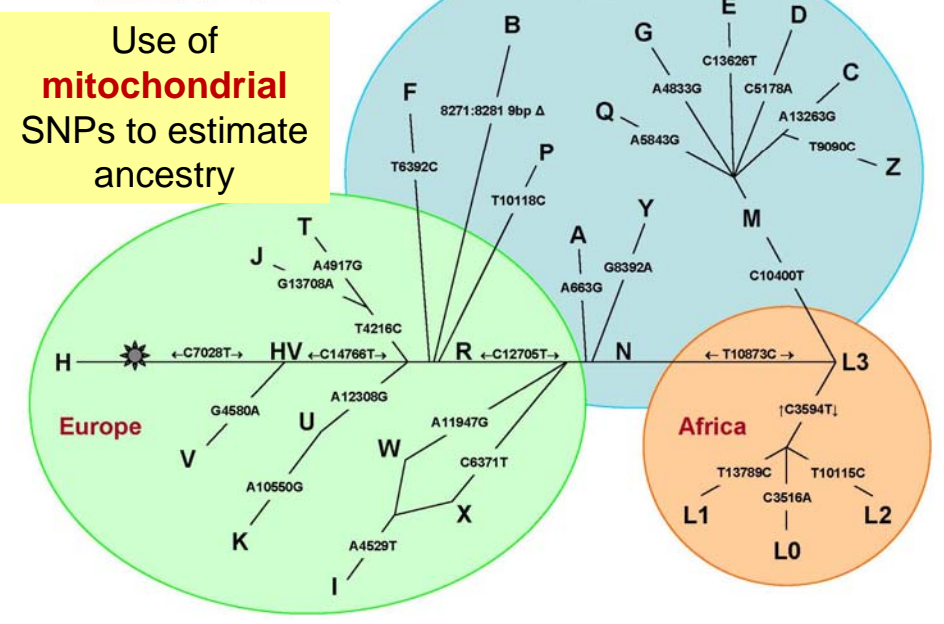 Use of
mitochondrial
SNPs to estimate
ancestry
E
D
B
G
C13626T
C
F
A4833G
C5178A
8271:8281 9bp Δ
Q
A13263G
A5843G
T9090C
P
Z
T6392C
T10118C
Y
M
T
A
J
A4917G
G8392A
G13708A
A663G
C10400T
T4216C
H
←C7028T→
HV
←C14766T→
R
←C12705T→
N
← T10873C →
L3
A12308G
G4580A
U
A11947G
↑C3594T↓
Europe
Africa
V
W
C6371T
T13789C
T10115C
A10550G
C3516A
X
L1
L2
K
A4529T
L0
I